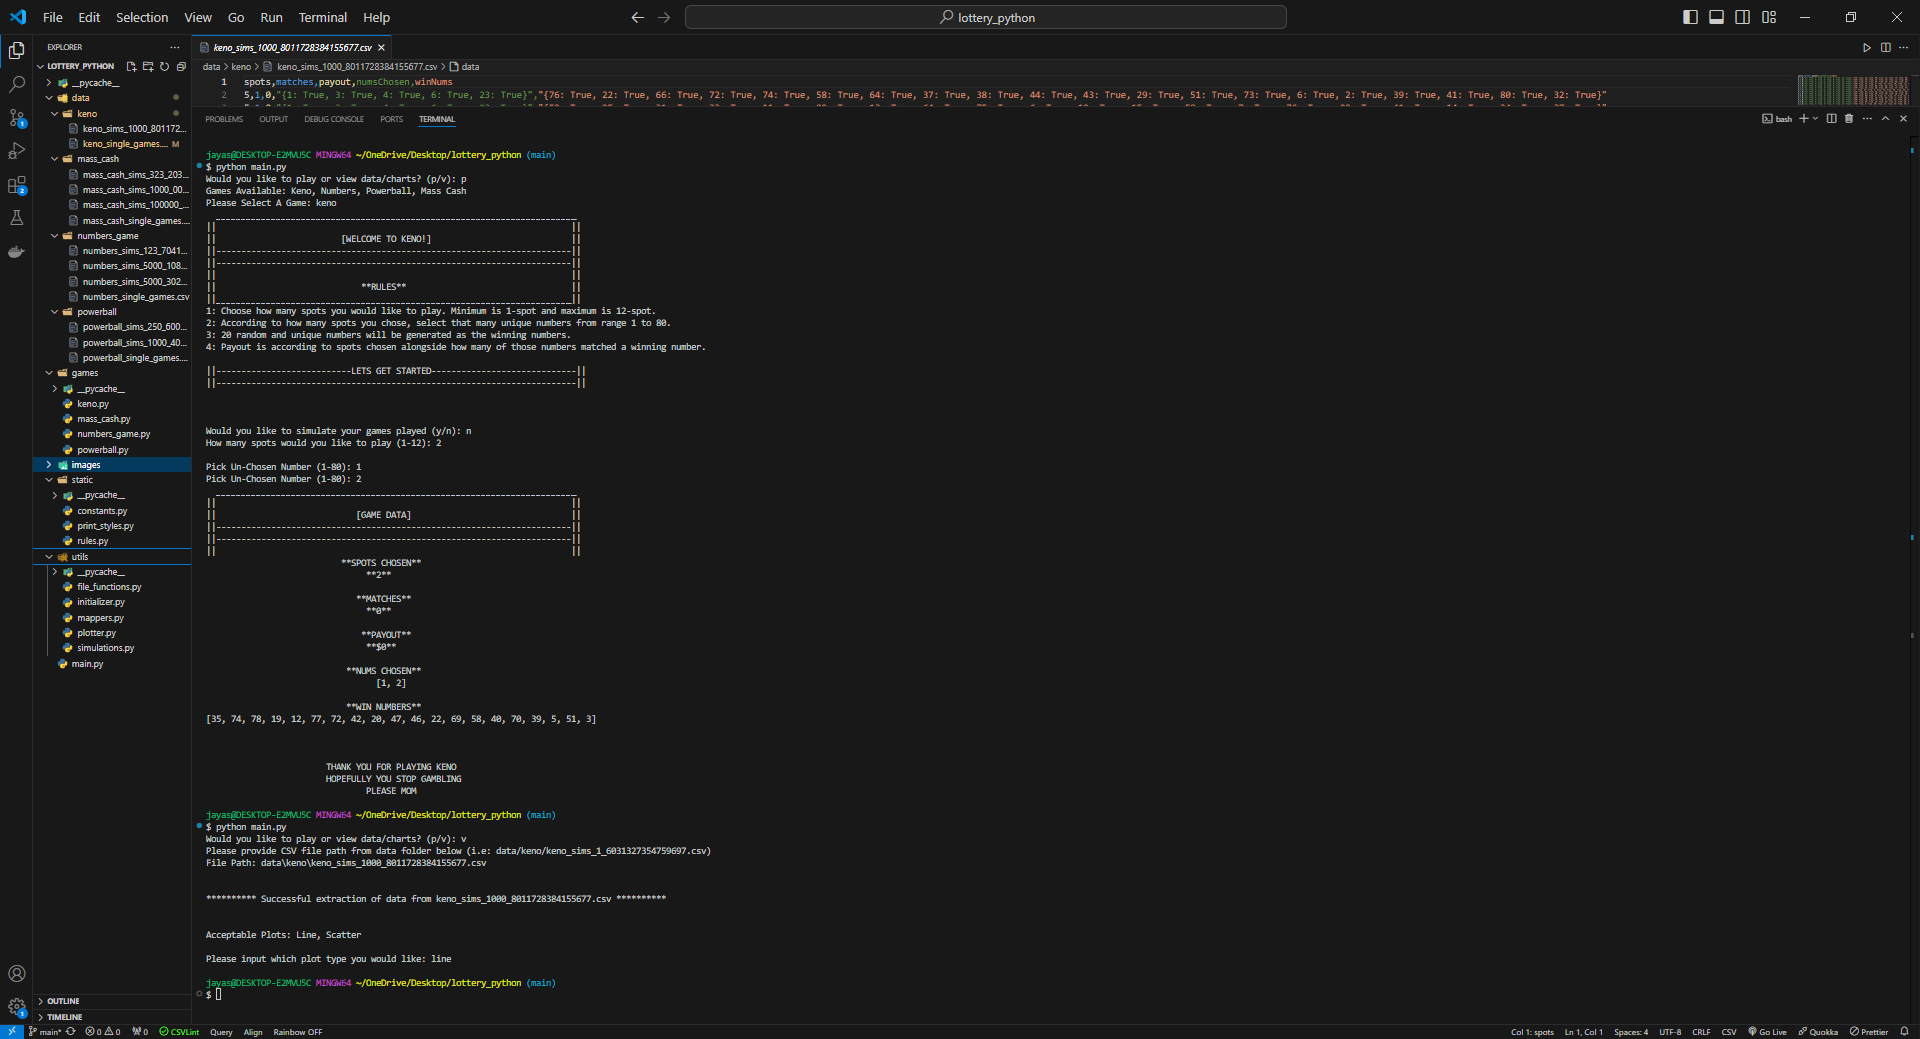 File Edit Selection View Go Run Terminal Help
lottery_python
EXPLORER
LOTTERY_PYTHON
__pycache__
data
keno
keno_sims_1000_801172...
keno_single_games.... M
mass_cash
mass_cash_sims_323_203...
mass_cash_sims_1000_00...
mass_cash_sims_100000_...
mass_cash_single_games....
numbers_game
numbers_sims_123_7041...
numbers_sims_5000_108...
numbers_sims_5000_302...
numbers_single_games.csv
powerball
powerball_sims_250_600...
powerball_sims_1000_40...
powerball_single_games....
games
__pycache__
keno.py
mass_cash.py
numbers_game.py
powerball.py
images
static
__pycache__
constants.py
print_styles.py
rules.py
utils
__pycache__
file_functions.py
initializer.py
mappers.py
plotter.py
simulations.py
main.py
OUTLINE
TIMELINE
keno_sims_1000_8011728384155677.csv
data > keno > keno_sims_1000_8011728384155677.csv > data
1 spots,matches,payout,numsChosen,winNums
2 5,1,0,"{1: True, 3: True, 4: True, 6: True, 23: True}","{76: True, 22: True, 66: True, 72: True, 74: True, 58: True, 64: True, 37: True, 38: True, 44: True, 43: True, 29: True, 51: True, 73: True, 6: True, 2: True, 39: True, 41: True, 80: True, 32: True}"
PROBLEMS OUTPUT DEBUG CONSOLE PORTS TERMINAL
bash
jayas@DESKTOP-E2MVU5C MINGW64 ~/OneDrive/Desktop/lottery_python (main)
$ python main.py
Would you like to play or view data/charts? (p/v): p
Games Available: Keno, Numbers, Powerball, Mass Cash
Please Select A Game: keno
[WELCOME TO KENO!]
**RULES**
1: Choose how many spots you would like to play. Minimum is 1-spot and maximum is 12-spot.
2: According to how many spots you chose, select that many unique numbers from range 1 to 80.
3: 20 random and unique numbers will be generated as the winning numbers.
4: Payout is according to spots chosen alongside how many of those numbers matched a winning number.
||---------------------------LETS GET STARTED-----------------------------||
Would you like to simulate your games played (y/n): n
How many spots would you like to play (1-12): 2
Pick Un-Chosen Number (1-80): 1
Pick Un-Chosen Number (1-80): 2
[GAME DATA]
**SPOTS CHOSEN**
**2**
**MATCHES**
**0**
**PAYOUT**
**$0**
**NUMS CHOSEN**
[1, 2]
**WIN NUMBERS**
[35, 74, 78, 19, 12, 77, 72, 42, 20, 47, 46, 22, 69, 58, 40, 70, 39, 5, 51, 3]
THANK YOU FOR PLAYING KENO
HOPEFULLY YOU STOP GAMBLING
PLEASE MOM
jayas@DESKTOP-E2MVU5C MINGW64 ~/OneDrive/Desktop/lottery_python (main)
$ python main.py
Would you like to play or view data/charts? (p/v): v
Please provide CSV file path from data folder below (i.e: data/keno/keno_sims_1_6031327354759697.csv)
File Path: data\keno\keno_sims_1000_8011728384155677.csv
********** Successful extraction of data from keno_sims_1000_8011728384155677.csv **********
Acceptable Plots: Line, Scatter
Please input which plot type you would like: line
jayas@DESKTOP-E2MVU5C MINGW64 ~/OneDrive/Desktop/lottery_python (main)
$
main* 0 0 0 CSVLint Query Align Rainbow OFF
Col 1: spots Ln 1, Col 1 Spaces: 4 UTF-8 CRLF CSV Go Live Quokka Prettier